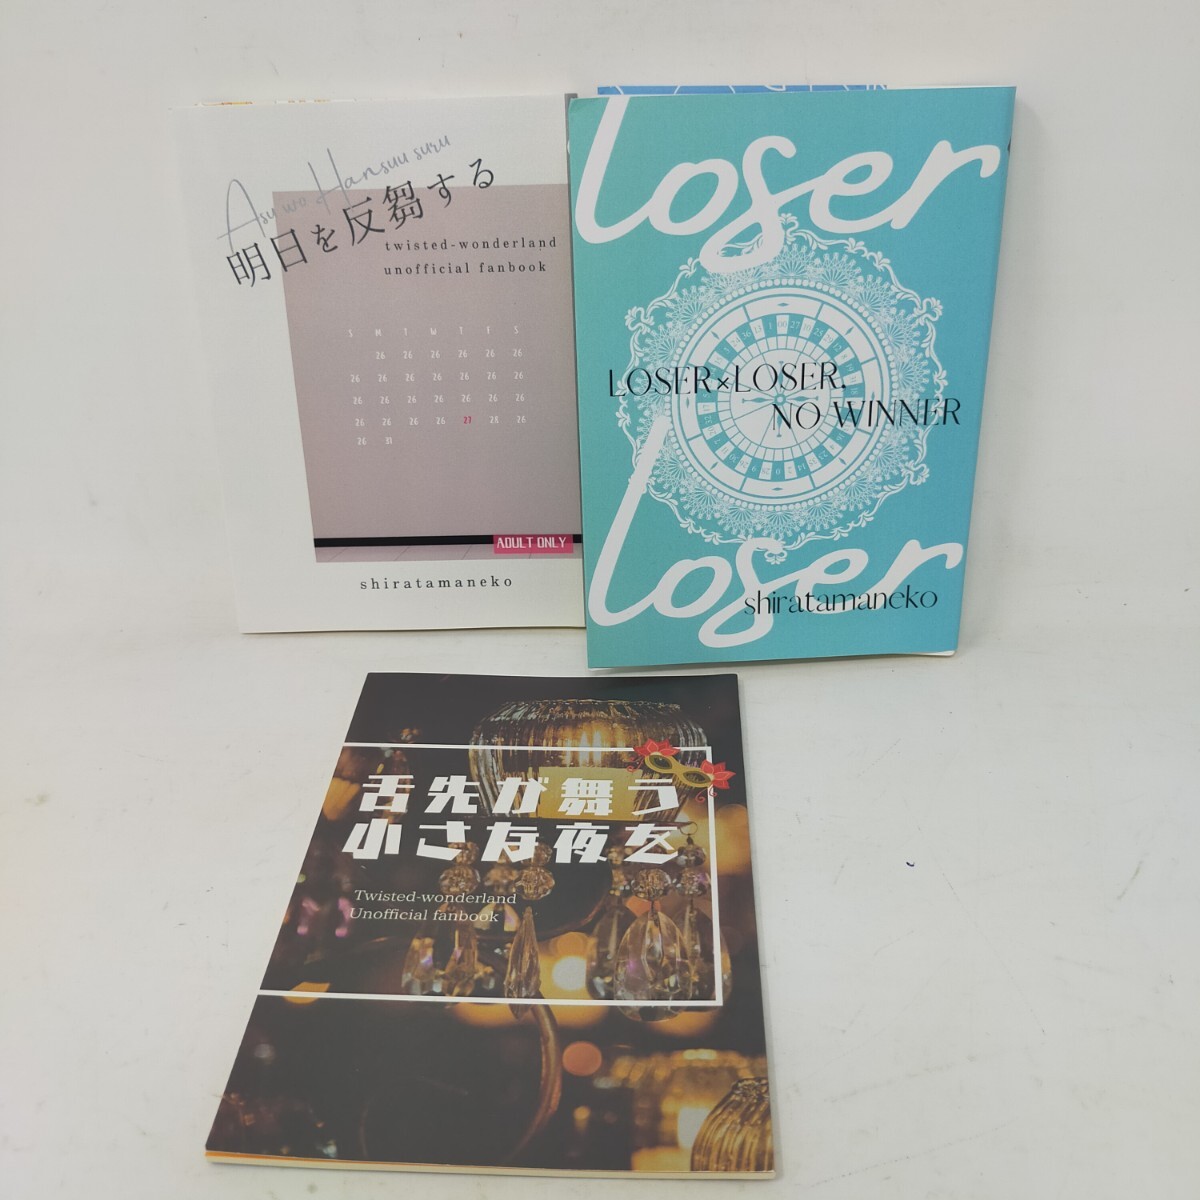 Asu wo Hansuu suru
明日を反芻する
twisted-wonderland
unofficial fanbook
S M T W T F S
26 26 26 26 26 26
26 26 26 26 26 26 26
26 26 26 26 26 26 26
26 26 26 26 27 28 26
26 31
ADULT ONLY
shiratamaneko
loser
LOSER×LOSER.
NO WINNER
loser
shiratamaneko
舌先が舞う
小さな夜を
Twisted-wonderland
Unofficial fanbook